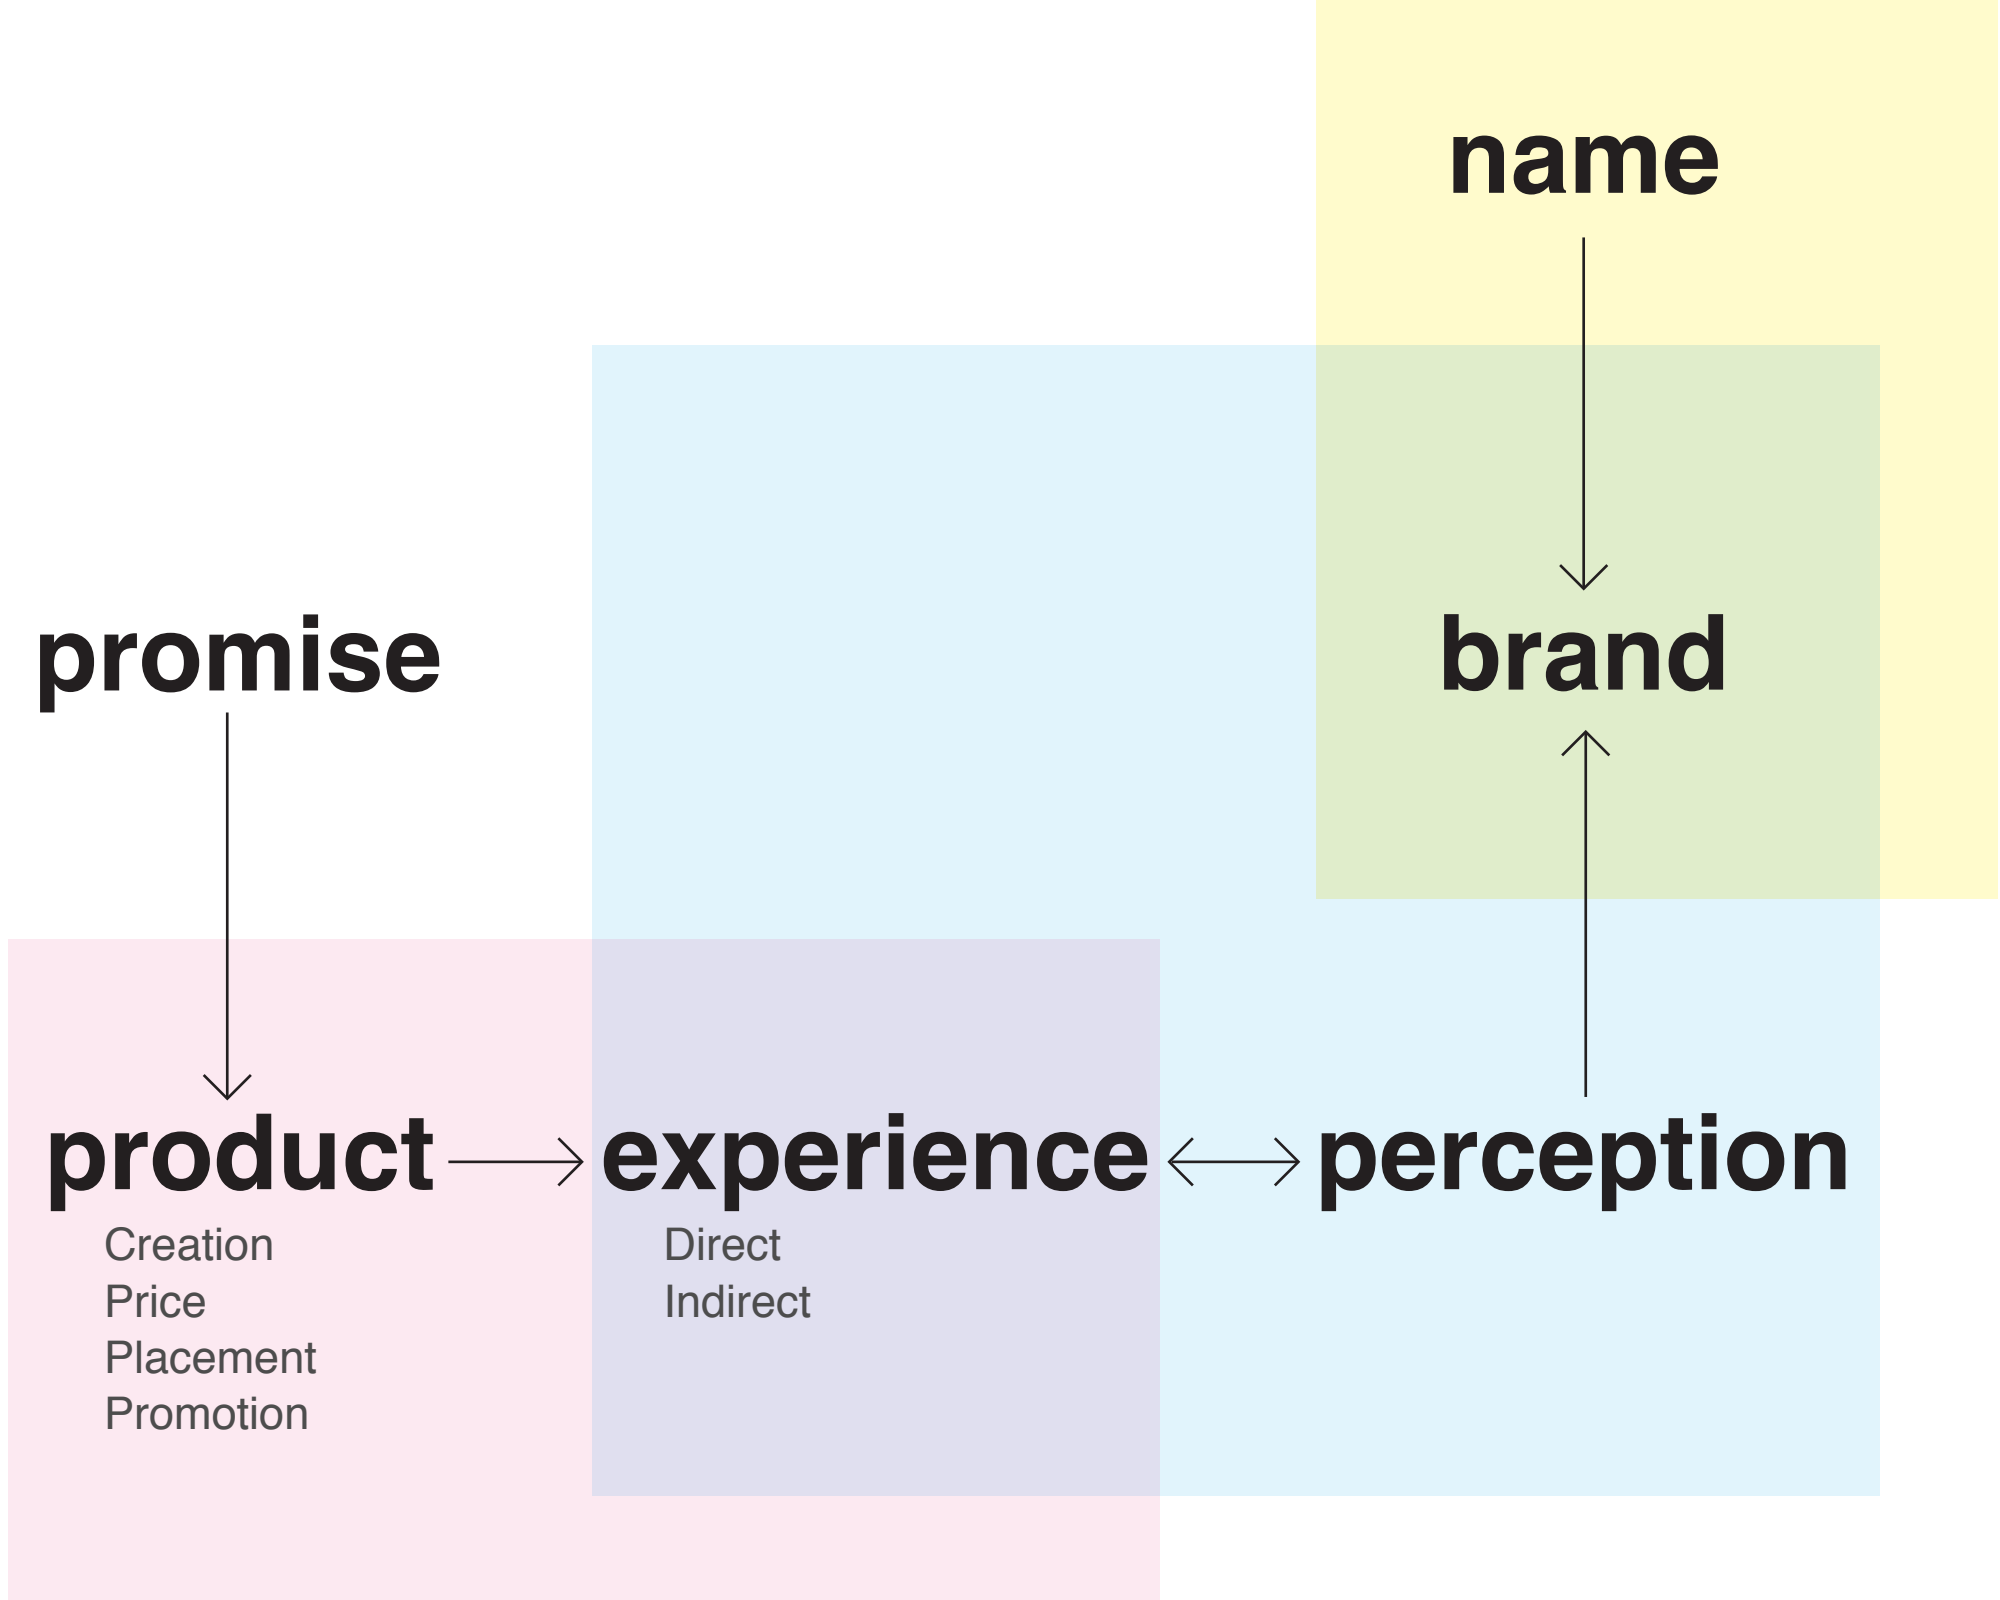 name
promise
brand
product
experience
perception
Creation
Price
Placement
Promotion
Direct
Indirect